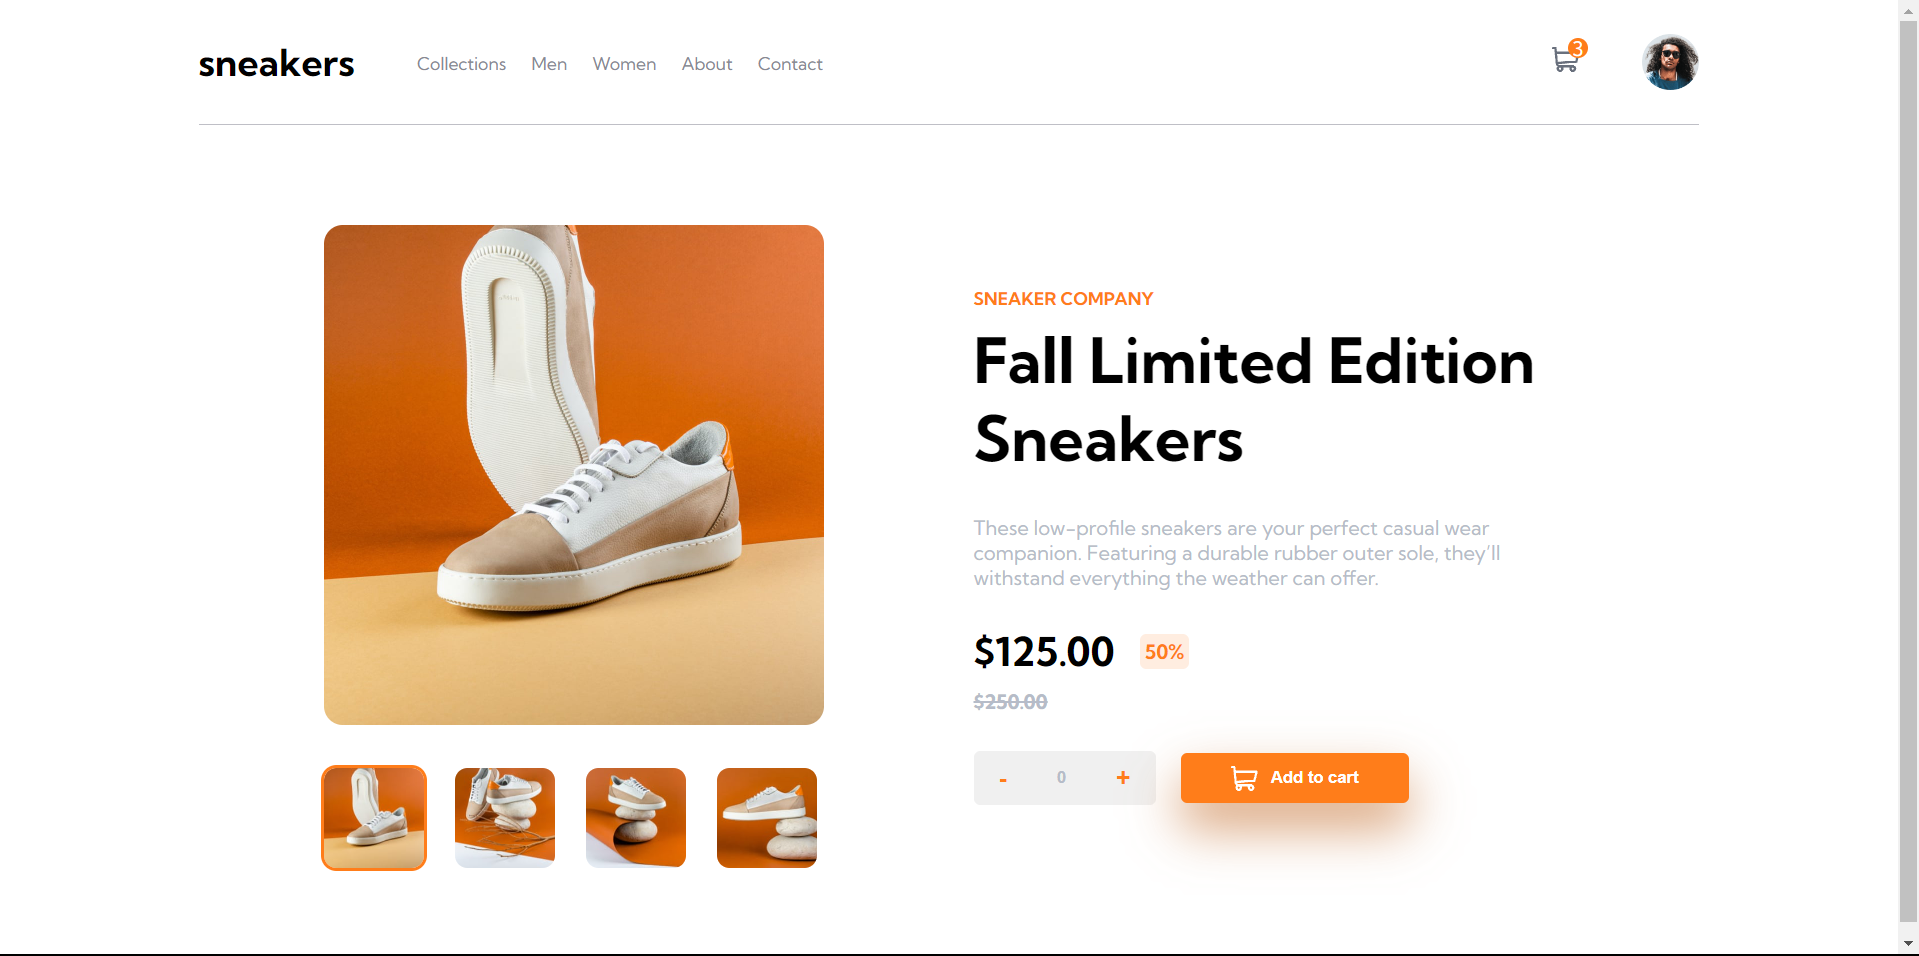 sneakers
Collections
Men
Women
About
Contact
3
SNEAKER COMPANY
Fall Limited Edition
Sneakers
These low-profile sneakers are your perfect casual wear
companion. Featuring a durable rubber outer sole, they’ll
withstand everything the weather can offer.
$125.00
50%
$250.00
-
0
+
Add to cart